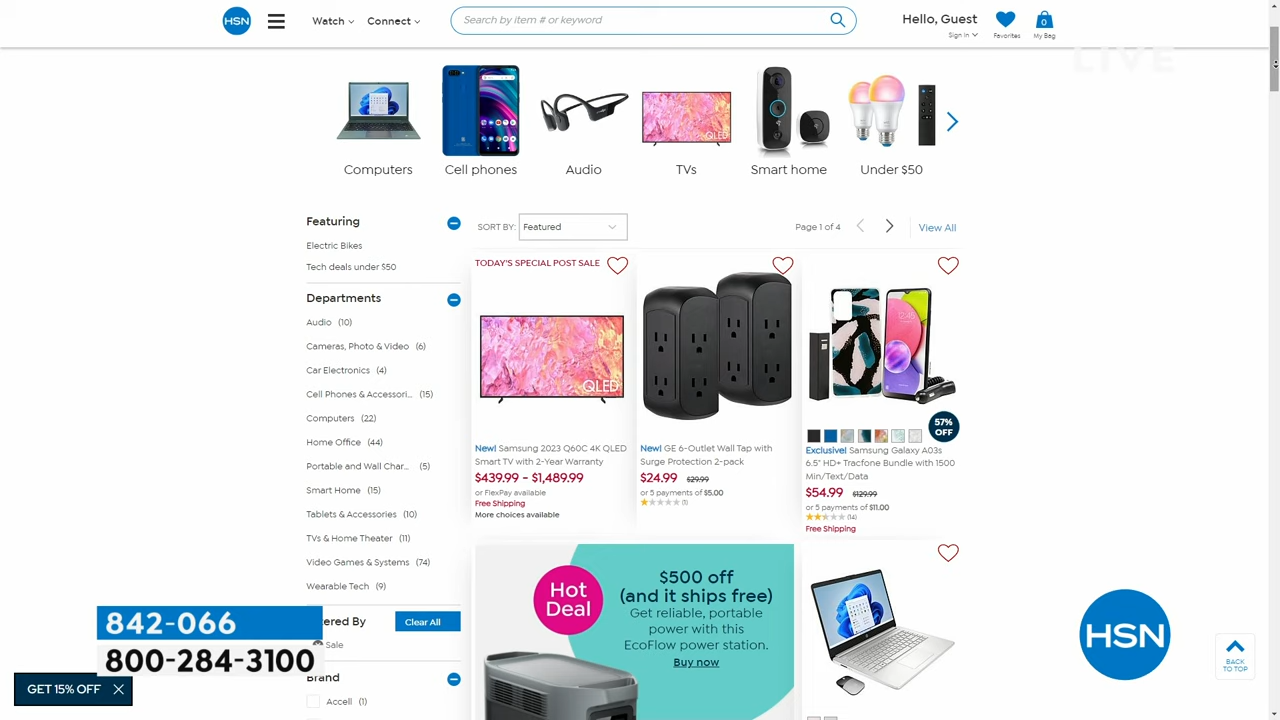 HSN
Watch
Connect
Search by item # or keyword
Hello, Guest
Sign In
Favorites
0
My Bag
LIVE
QLED
Computers
Cell phones
Audio
TVs
Smart home
Under $50
Featuring
Electric Bikes
Tech deals under $50
Departments
Audio (10)
Cameras, Photo & Video (6)
Car Electronics (4)
Cell Phones & Accessori... (15)
Computers (22)
Home Office (44)
Portable and Wall Char... (5)
Smart Home (15)
Tablets & Accessories (10)
TVs & Home Theater (11)
Video Games & Systems (74)
Wearable Tech (9)
ered By
Clear All
Sale
Brand
Accell (1)
SORT BY: Featured
Page 1 of 4
View All
TODAY'S SPECIAL POST SALE
QLED
New! Samsung 2023 Q60C 4K QLED
Smart TV with 2-Year Warranty
$439.99 - $1,489.99
or FlexPay available
Free Shipping
More choices available
New! GE 6-Outlet Wall Tap with
Surge Protection 2-pack
$24.99 $29.99
or 5 payments of $5.00
(1)
12:45
57%
OFF
Exclusive! Samsung Galaxy A03s
6.5" HD+ Tracfone Bundle with 1500
Min/Text/Data
$54.99 $129.99
or 5 payments of $11.00
(14)
Free Shipping
Hot
Deal
$500 off
(and it ships free)
Get reliable, portable
power with this
EcoFlow power station.
Buy now
842-066
800-284-3100
GET 15% OFF
HSN
BACK
TO TOP